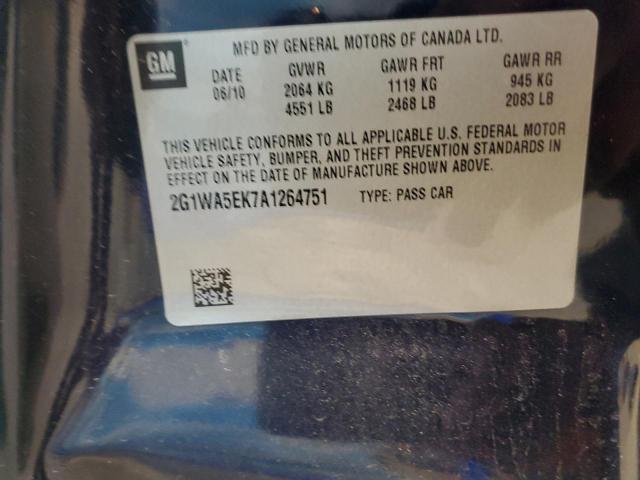 GM
MFD BY GENERAL MOTORS OF CANADA LTD.
DATE GVWR GAWR FRT GAWR RR
06/10 2064 KG 1119 KG 945 KG
4551 LB 2468 LB 2083 LB
THIS VEHICLE CONFORMS TO ALL APPLICABLE U.S. FEDERAL MOTOR
VEHICLE SAFETY, BUMPER, AND THEFT PREVENTION STANDARDS IN
EFFECT ON THE DATE OF MANUFACTURE SHOWN ABOVE.
2G1WA5EK7A1264751 TYPE: PASS CAR